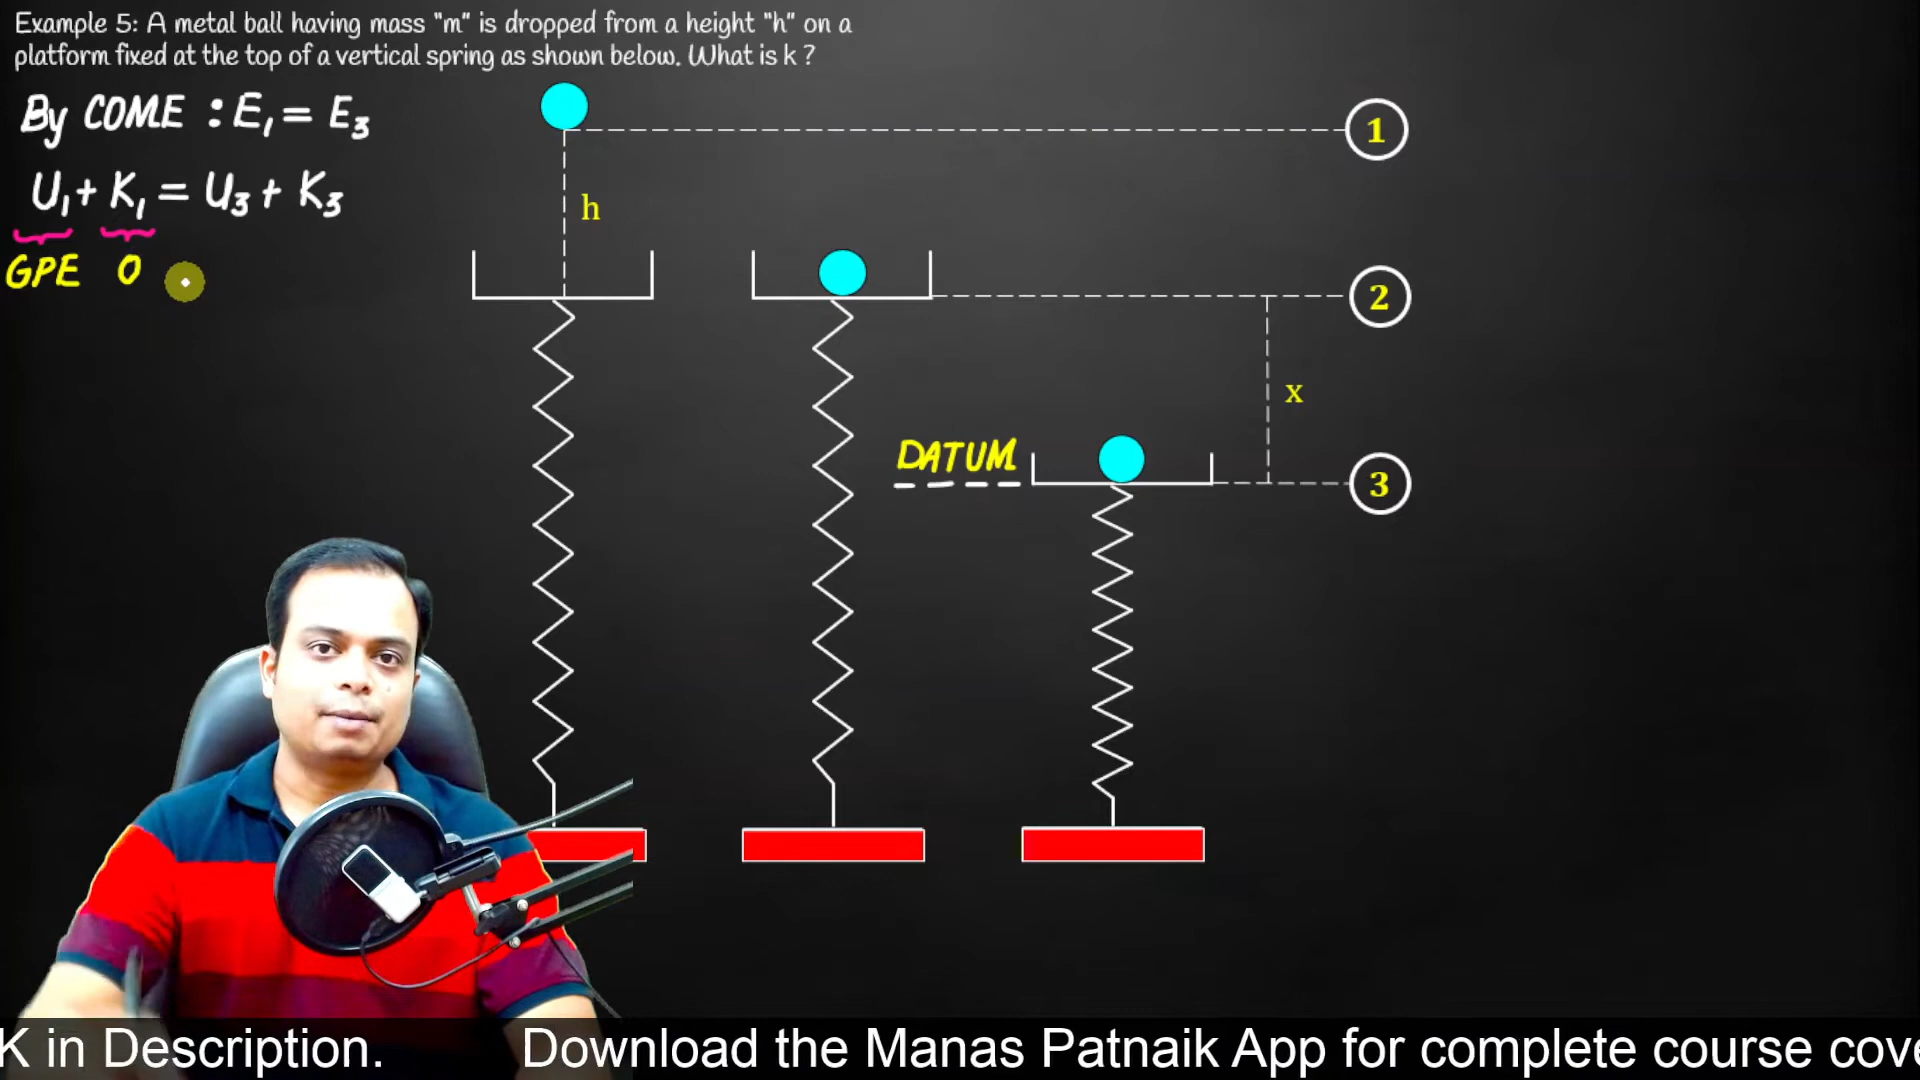 Example 5: A metal ball having mass "m" is dropped from a height "h" on a
platform fixed at the top of a vertical spring as shown below. What is k ?
By COME : E₁ = E₃
U₁ + K₁ = U₃ + K₃
GPE 0
h
x
DATUM
1
2
3
K in Description. Download the Manas Patnaik App for complete course cove